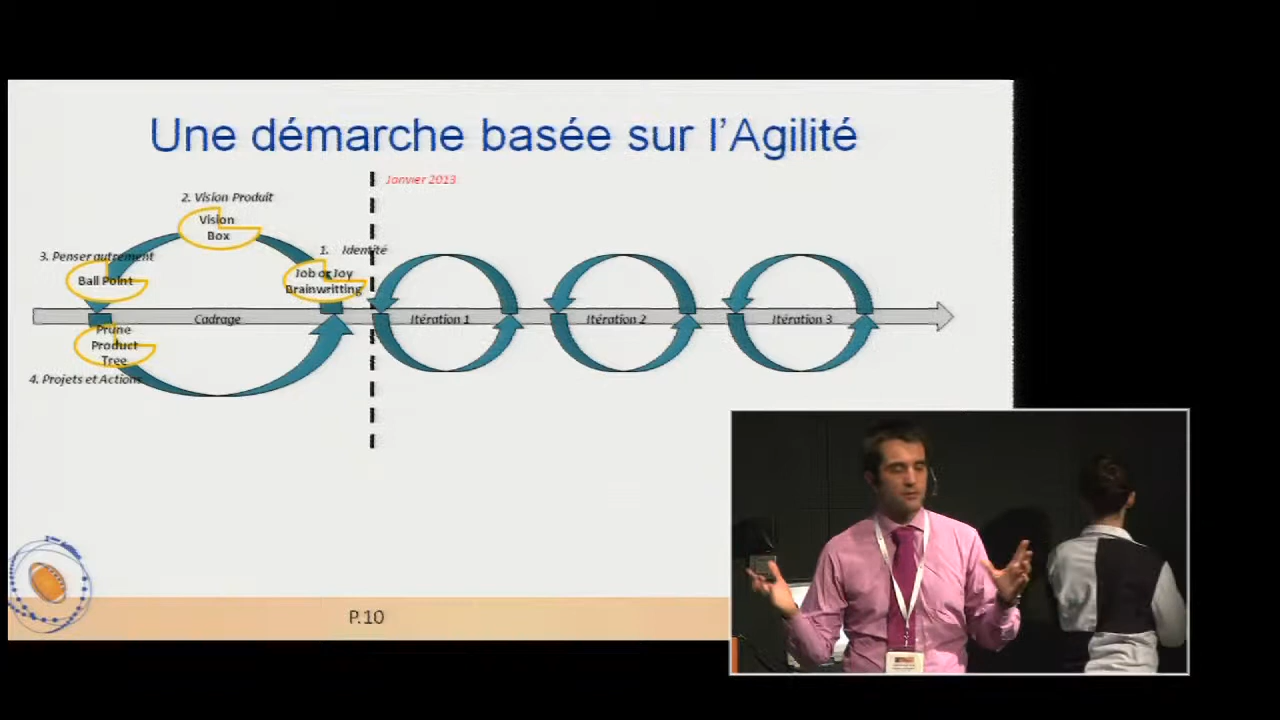 Une démarche basée sur l'Agilité
Janvier 2013
2. Vision Produit
Vision
Box
1. Identité
3. Penser autrement
Ball Point
Job or Joy
Brainwritting
Cadrage
Itération 1
Itération 2
Itération 3
Prune
Product
Tree
4. Projets et Actions
P.10